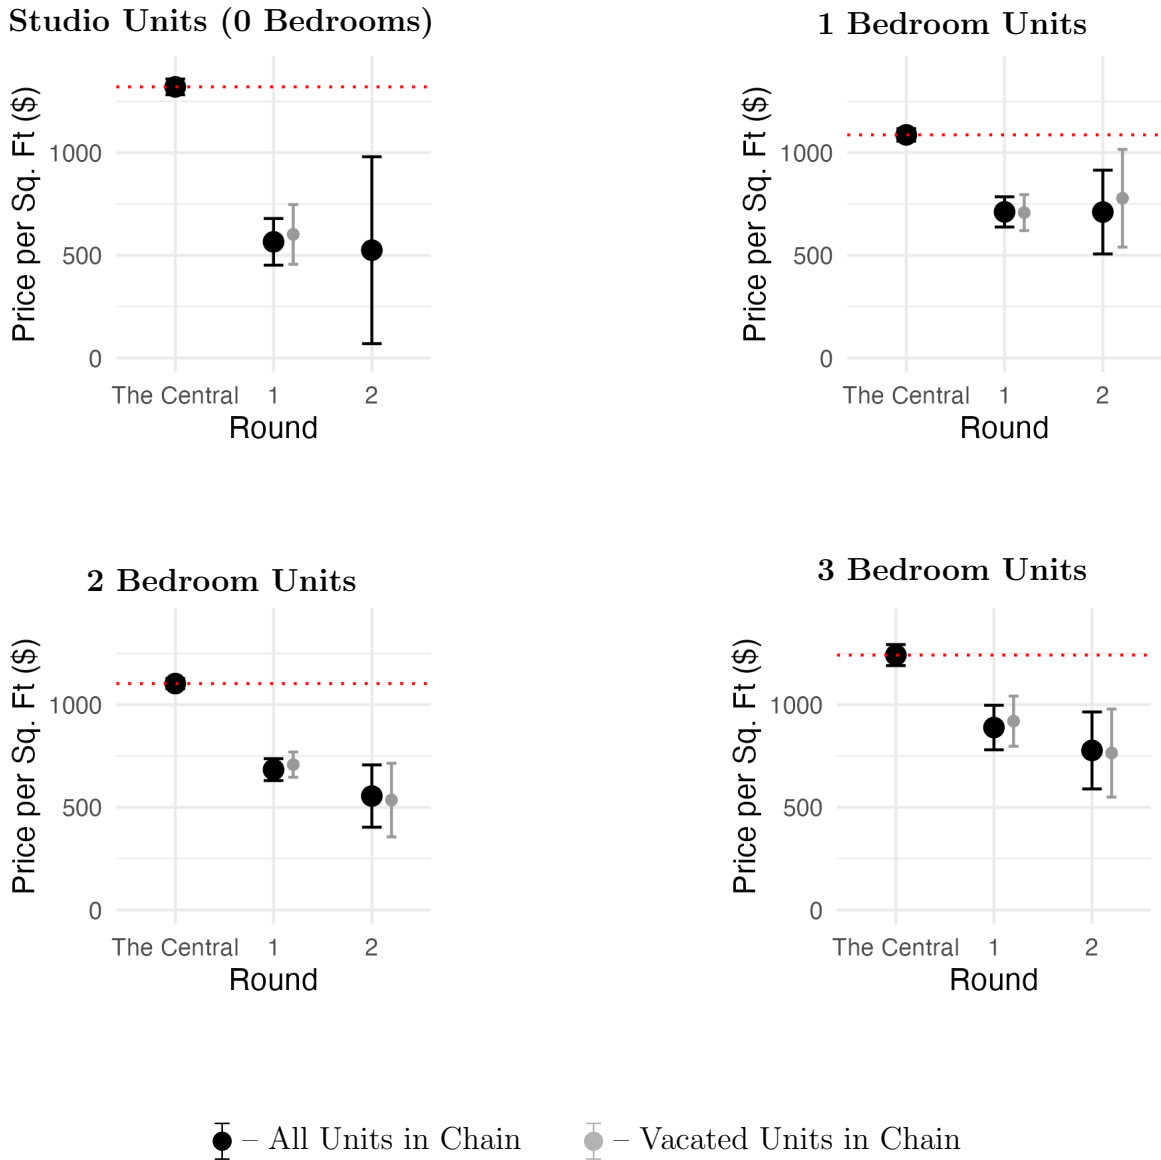 Studio Units (0 Bedrooms)
Price per Sq. Ft ($)
1000
500
0
The Central 1 2
Round
1 Bedroom Units
Price per Sq. Ft ($)
1000
500
0
The Central 1 2
Round
2 Bedroom Units
Price per Sq. Ft ($)
1000
500
0
The Central 1 2
Round
3 Bedroom Units
Price per Sq. Ft ($)
1000
500
0
The Central 1 2
Round
– All Units in Chain – Vacated Units in Chain